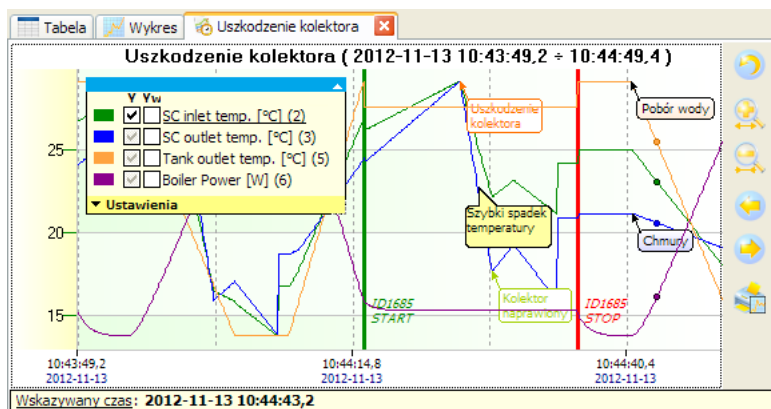 Tabela Wykres Uszkodzenie kolektora
Uszkodzenie kolektora ( 2012-11-13 10:43:49,2 ÷ 10:44:49,4 )
Y Yw
SC inlet temp. [ºC] (2)
SC outlet temp. [ºC] (3)
Tank outlet temp. [ºC] (5)
Boiler Power [W] (6)
Ustawienia
Uszkodzenie
kolektora
Pobór wody
25
20
15
Szybki spadek
temperatury
Chmury
Kolektor
naprawiony
ID1685
START
ID1685
STOP
10:43:49,2
2012-11-13
10:44:14,8
2012-11-13
10:44:40,4
2012-11-13
Wskazywany czas: 2012-11-13 10:44:43,2